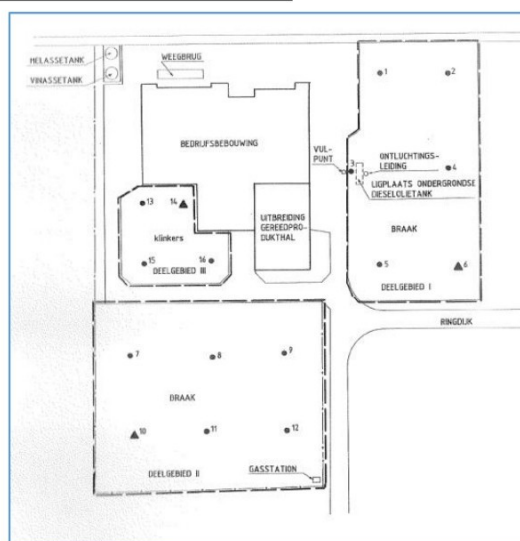 MELASSETANK
VINASSETANK
WEEGBRUG
BEDRIJFSBEBOUWING
1
2
VUL-
PUNT
3
ONTLUCHTINGS-
LEIDING
4
LIGPLAATS ONDERGRONDSE
DIESELOLIETANK
BRAAK
5
6
DEELGEBIED I
13
14
klinkers
15
16
DEELGEBIED III
UITBREIDING
GEREEDPRO-
DUKTHAL
RINGDIJK
7
8
9
BRAAK
10
11
12
DEELGEBIED II
GASSTATION